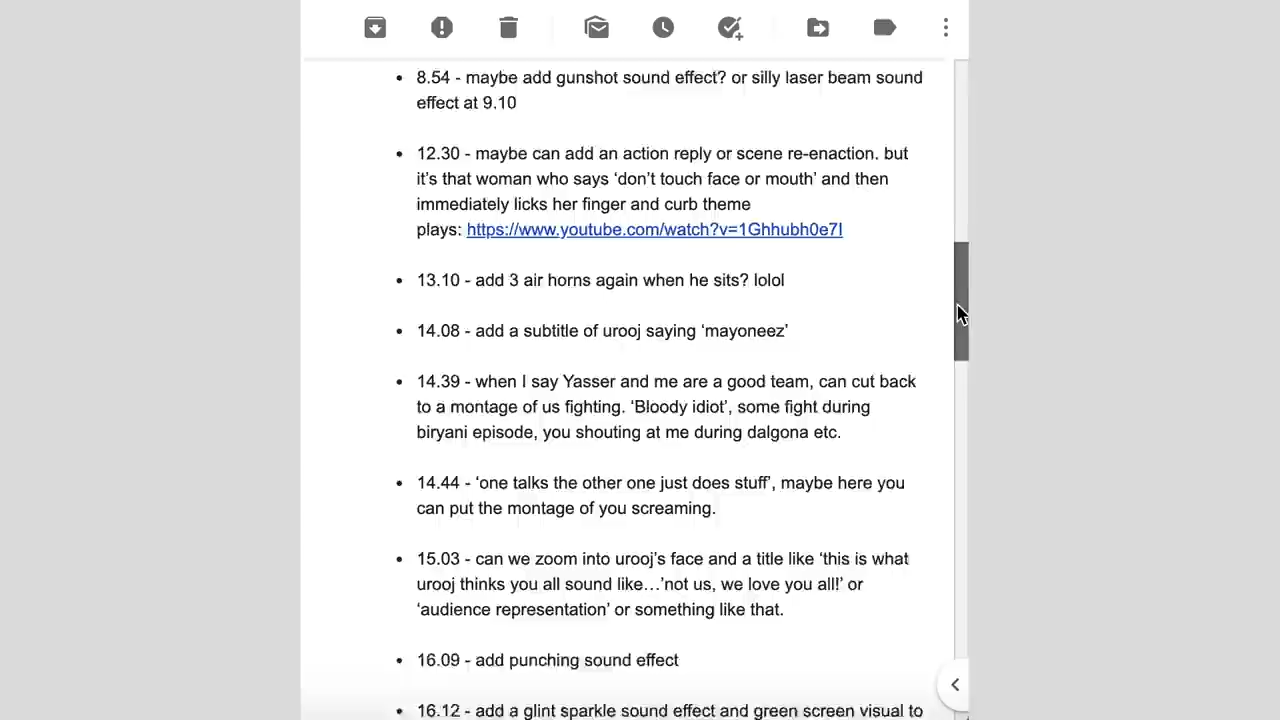 • 8.54 - maybe add gunshot sound effect? or silly laser beam sound
effect at 9.10
• 12.30 - maybe can add an action reply or scene re-enaction. but
it’s that woman who says ‘don’t touch face or mouth’ and then
immediately licks her finger and curb theme
plays: https://www.youtube.com/watch?v=1Ghhubh0e7I
• 13.10 - add 3 air horns again when he sits? lolol
• 14.08 - add a subtitle of urooj saying ‘mayoneez’
• 14.39 - when I say Yasser and me are a good team, can cut back
to a montage of us fighting. ‘Bloody idiot’, some fight during
biryani episode, you shouting at me during dalgona etc.
• 14.44 - ‘one talks the other one just does stuff’, maybe here you
can put the montage of you screaming.
• 15.03 - can we zoom into urooj’s face and a title like ‘this is what
urooj thinks you all sound like…’not us, we love you all!’ or
‘audience representation’ or something like that.
• 16.09 - add punching sound effect
• 16.12 - add a glint sparkle sound effect and green screen visual to